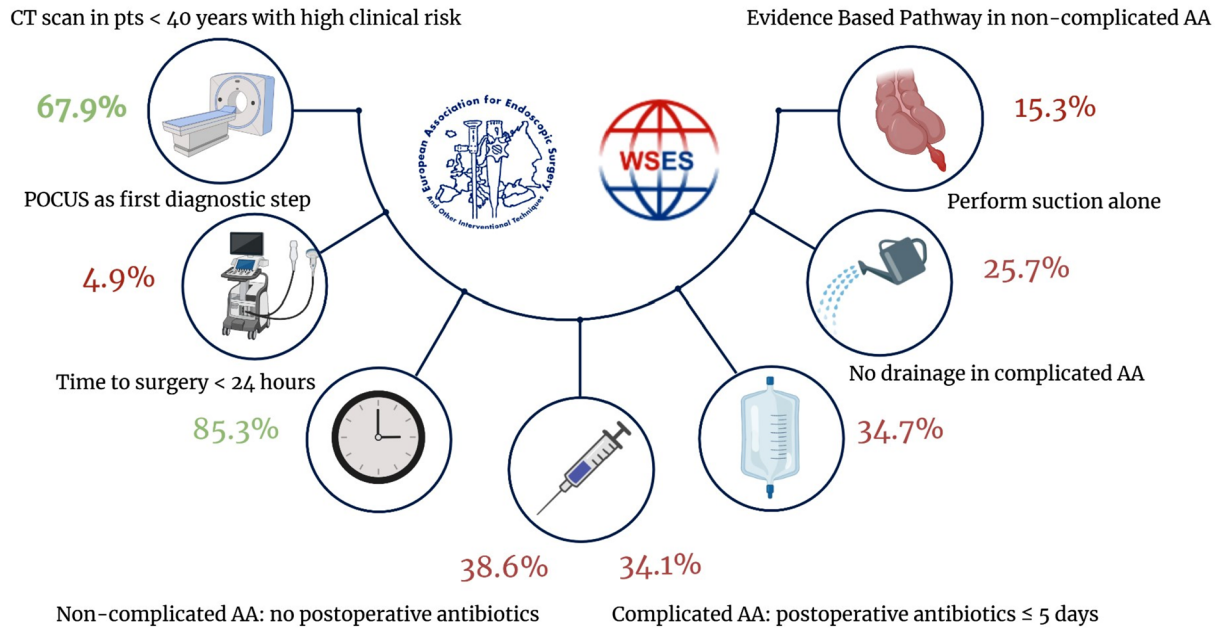 CT scan in pts < 40 years with high clinical risk
67.9%
POCUS as first diagnostic step
4.9%
Time to surgery < 24 hours
85.3%
European Association for Endoscopic Surgery
And Other Interventional Techniques
WSES
Evidence Based Pathway in non-complicated AA
15.3%
Perform suction alone
25.7%
No drainage in complicated AA
34.7%
38.6%
34.1%
Non-complicated AA: no postoperative antibiotics
Complicated AA: postoperative antibiotics ≤ 5 days